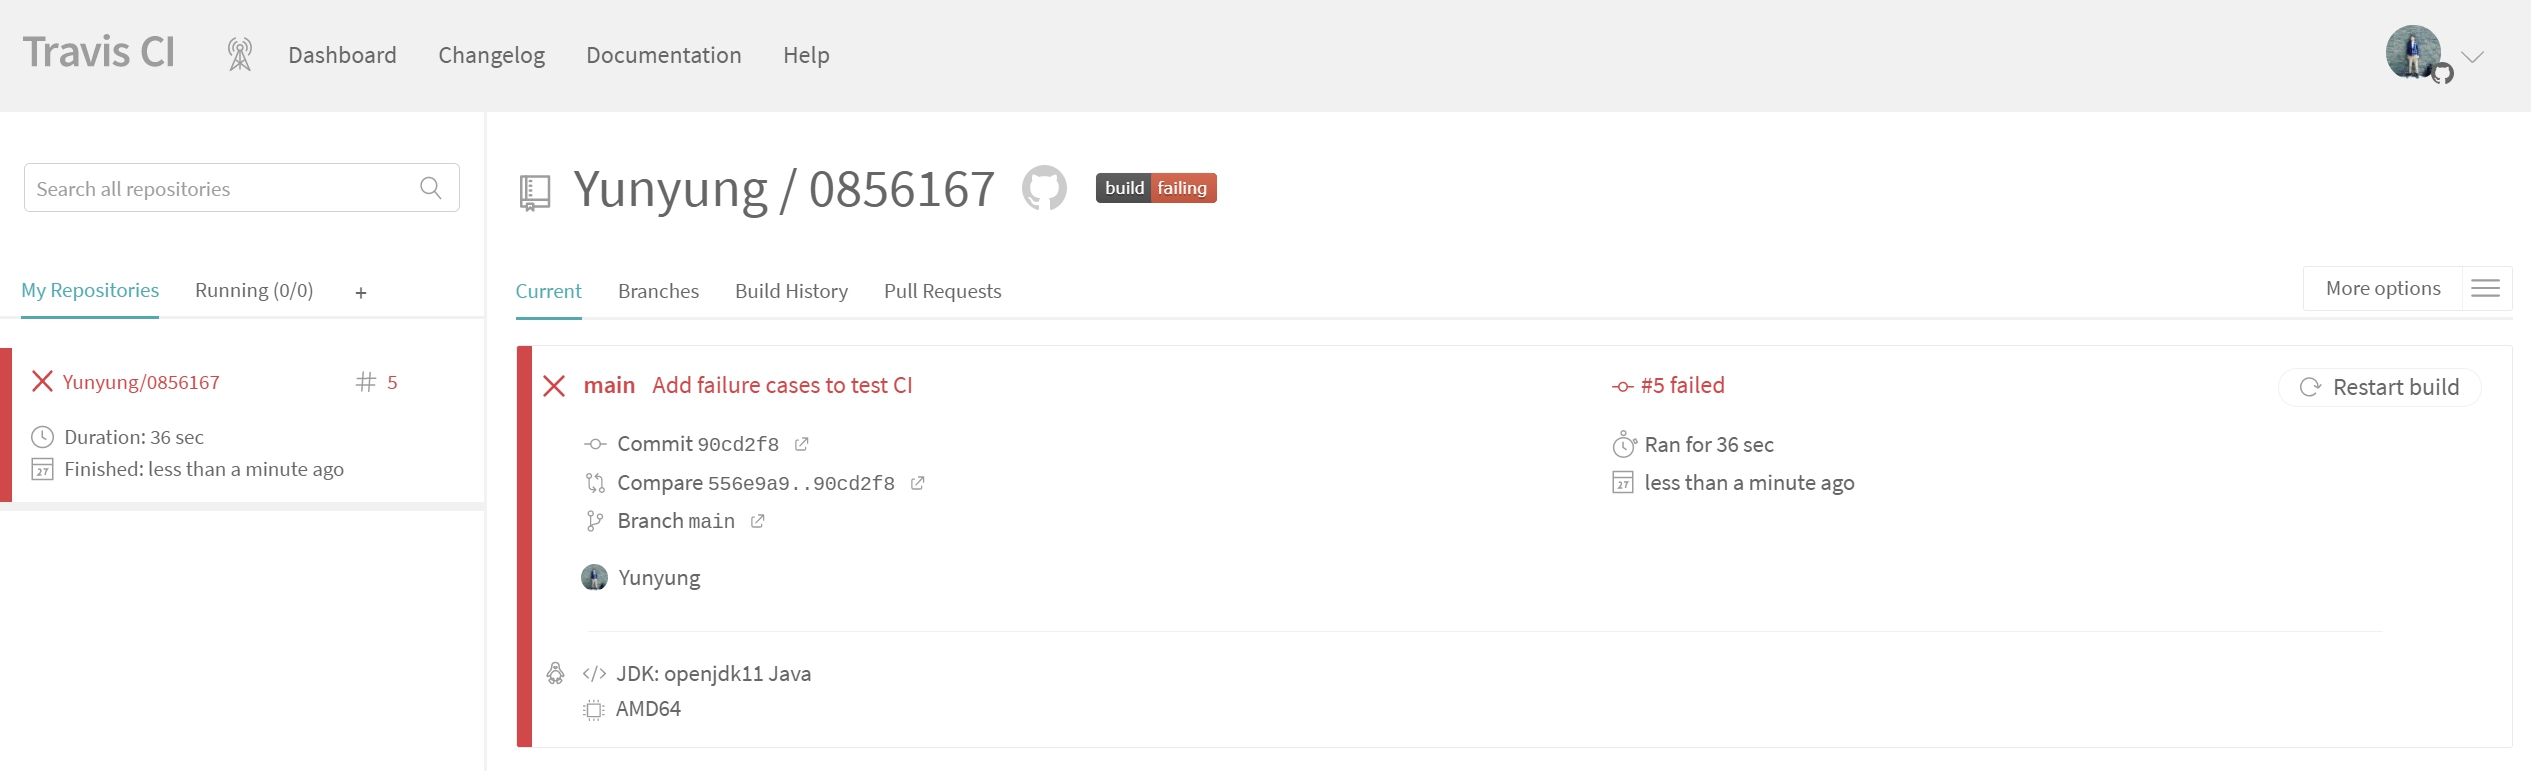 Travis CI Dashboard Changelog Documentation Help
Search all repositories
My Repositories Running (0/0) +
Yunyung/0856167 # 5
Duration: 36 sec
27 Finished: less than a minute ago
Yunyung / 0856167 build failing
Current Branches Build History Pull Requests More options
main Add failure cases to test CI #5 failed Restart build
Commit 90cd2f8 Ran for 36 sec
Compare 556e9a9..90cd2f8 27 less than a minute ago
Branch main
Yunyung
</> JDK: openjdk11 Java
AMD64